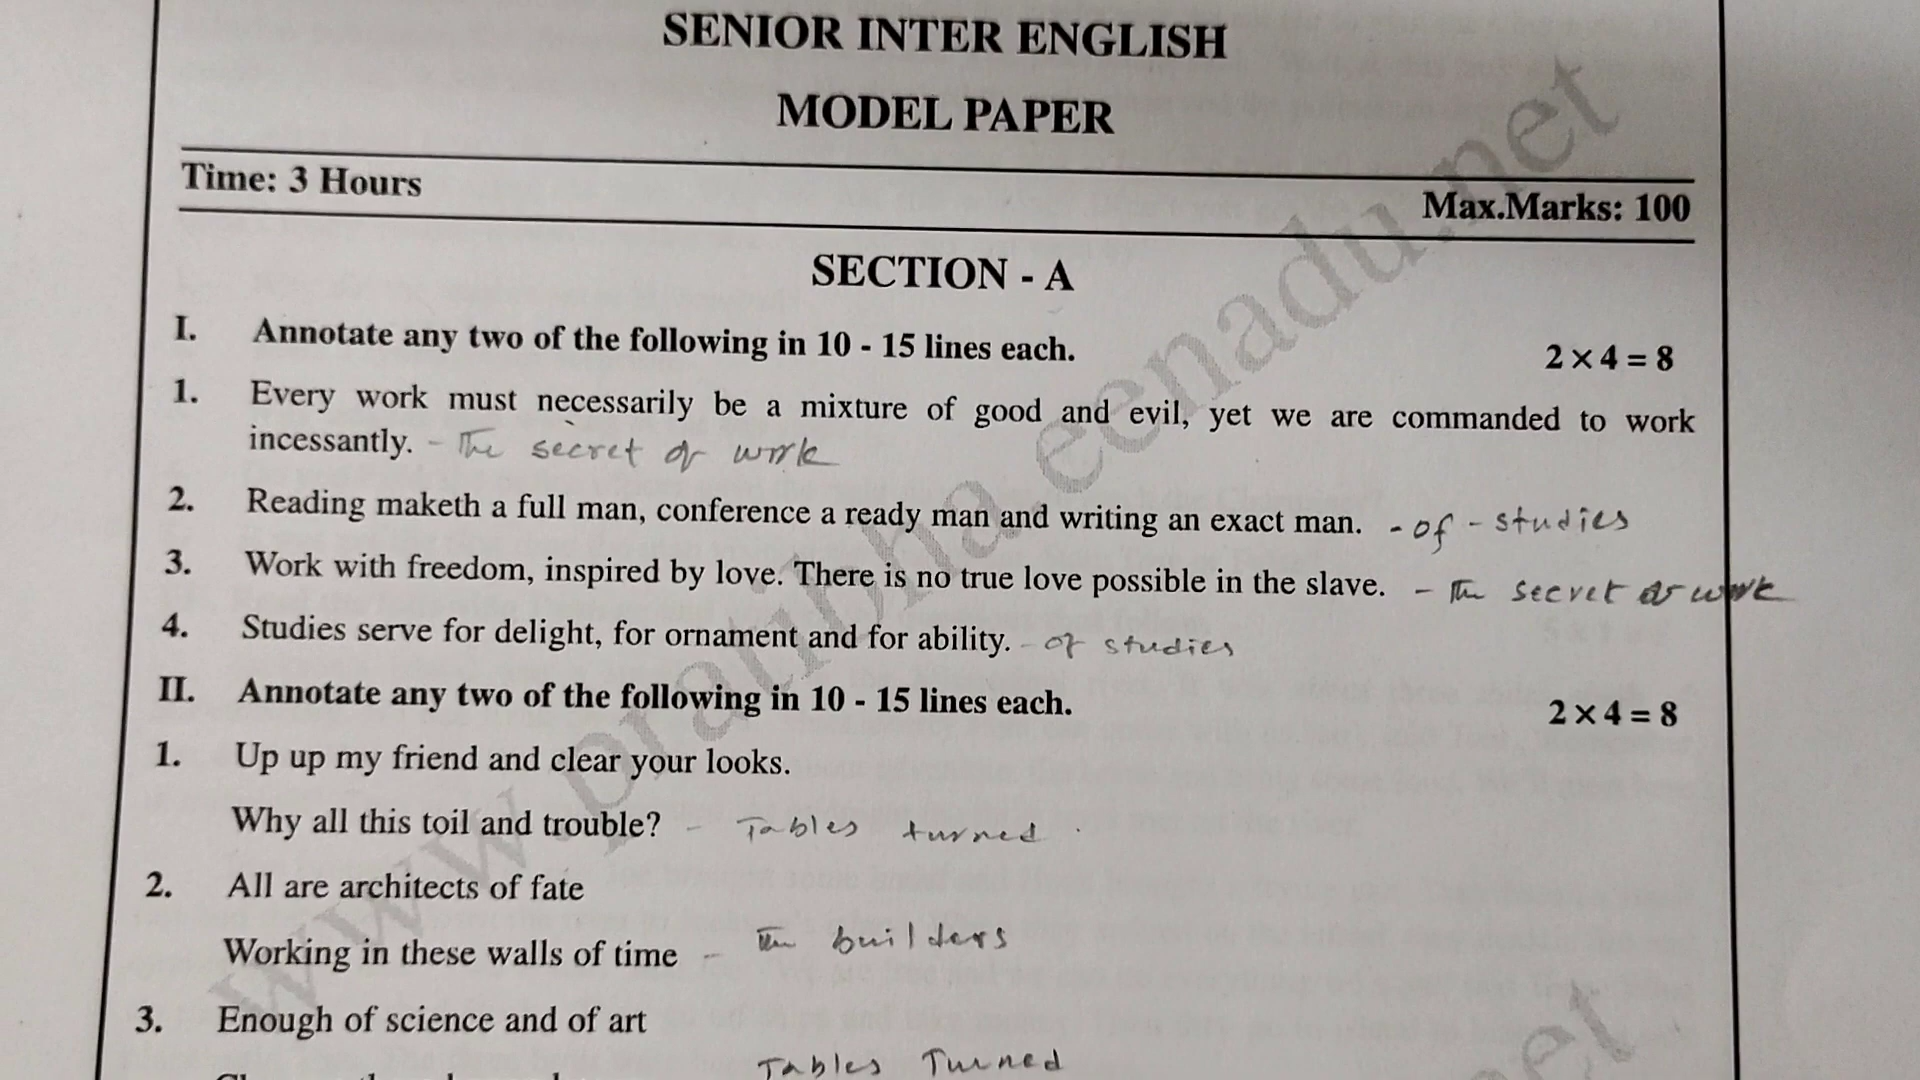 SENIOR INTER ENGLISH
MODEL PAPER
Time: 3 Hours
Max.Marks: 100
SECTION - A
I. Annotate any two of the following in 10 - 15 lines each. 2 × 4 = 8
1. Every work must necessarily be a mixture of good and evil, yet we are commanded to work
incessantly. - The secret of work
2. Reading maketh a full man, conference a ready man and writing an exact man. - of - studies
3. Work with freedom, inspired by love. There is no true love possible in the slave. - The secret of work
4. Studies serve for delight, for ornament and for ability. - of studies
II. Annotate any two of the following in 10 - 15 lines each. 2 × 4 = 8
1. Up up my friend and clear your looks.
Why all this toil and trouble? - Tables turned
2. All are architects of fate
Working in these walls of time - The builders
3. Enough of science and of art
Tables Turned
www.pratibha.eenadu.net